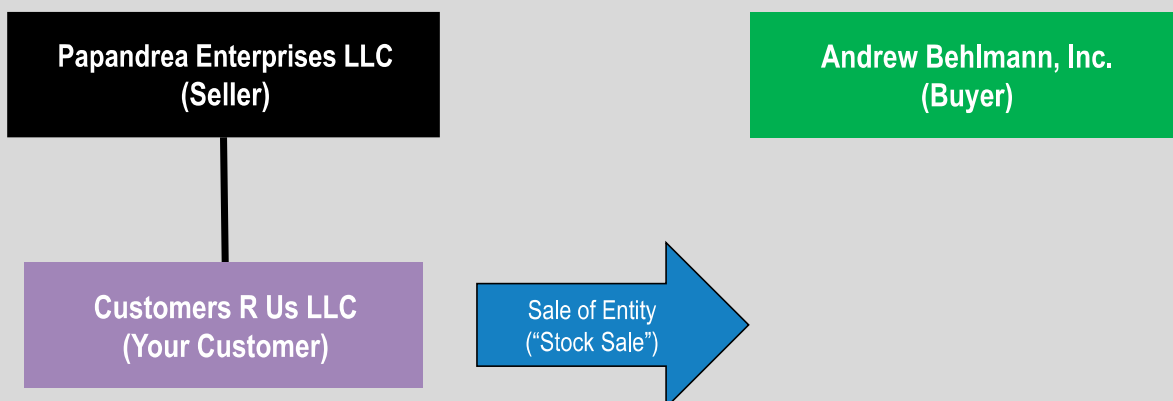 Papandrea Enterprises LLC
(Seller)
Andrew Behlmann, Inc.
(Buyer)
Customers R Us LLC
(Your Customer)
Sale of Entity
(“Stock Sale”)